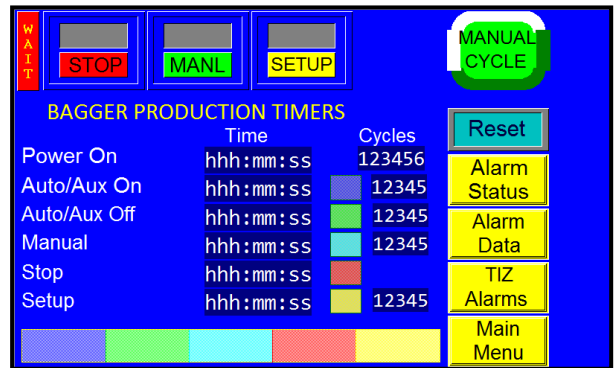 WAIT
STOP MANL SETUP
MANUAL
CYCLE
BAGGER PRODUCTION TIMERS
Time Cycles
Power On hhh:mm:ss 123456
Auto/Aux On hhh:mm:ss 12345
Auto/Aux Off hhh:mm:ss 12345
Manual hhh:mm:ss 12345
Stop hhh:mm:ss
Setup hhh:mm:ss 12345
Reset
Alarm
Status
Alarm
Data
TIZ
Alarms
Main
Menu